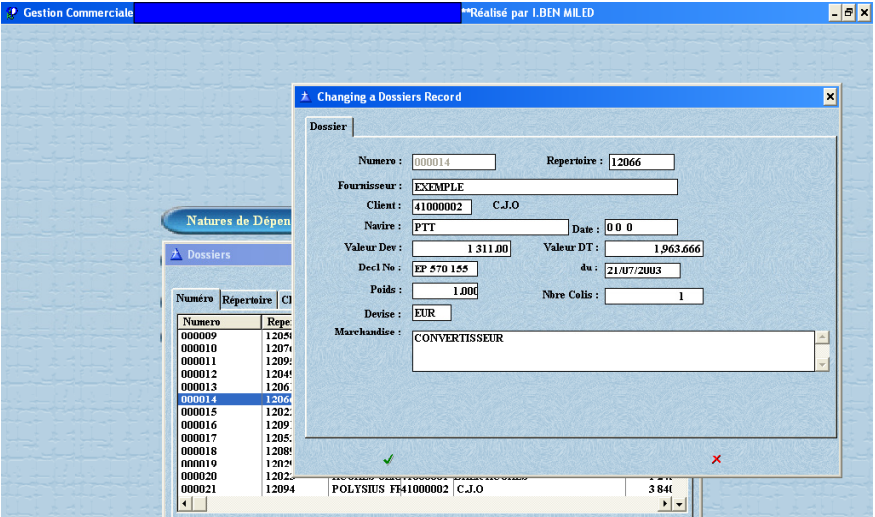 Gestion Commerciale **Réalisé par I.BEN MILED
Changing a Dossiers Record
Dossier
Numero : 000014 Repertoire : 12066
Fournisseur : EXEMPLE
Client : 41000002 C.J.O
Navire : PTT Date : 0 0 0
Valeur Dev : 1 311.00 Valeur DT : 1,963.666
Decl No : EP 570 155 du : 21/07/2003
Poids : 1.000 Nbre Colis : 1
Devise : EUR
Marchandise : CONVERTISSEUR
Natures de Dépen
Dossiers
Numéro Répertoire Cl
Numero Repe
000009 1205
000010 1207
000011 1209
000012 1204
000013 1206
000014 1206
000015 1202
000016 1209
000017 1205
000018 1208
000019 1202
000020 1202
000021 12094 POLYSIUS FR 41000002 C.J.O 3 840